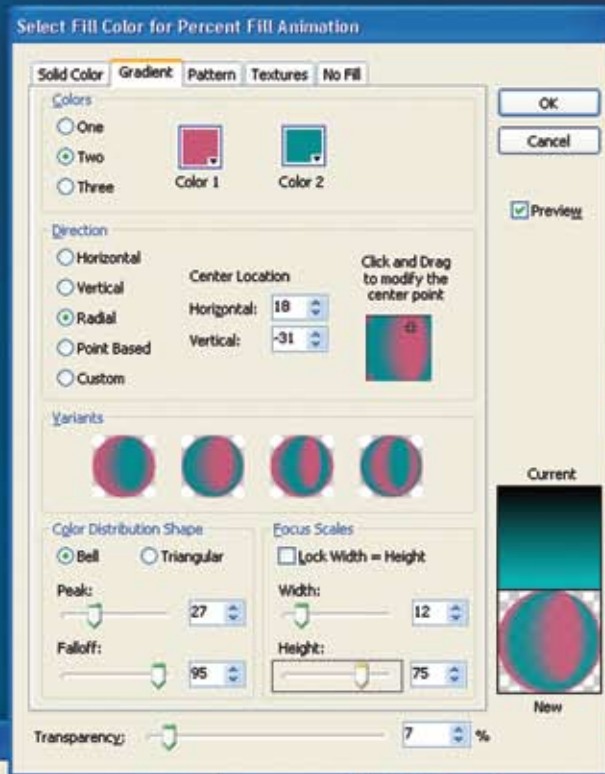 Select Fill Color for Percent Fill Animation
Solid Color Gradient Pattern Textures No Fill
Colors
One
Two
Three
Color 1
Color 2
OK
Cancel
Preview
Direction
Horizontal
Vertical
Radial
Point Based
Custom
Center Location
Horizontal: 18
Vertical: -31
Click and Drag
to modify the
center point
Variants
Color Distribution Shape
Bell Triangular
Peak:
27
Falloff:
95
Focus Scales
Lock Width = Height
Width:
12
Height:
75
Current
New
Transparency: 7 %